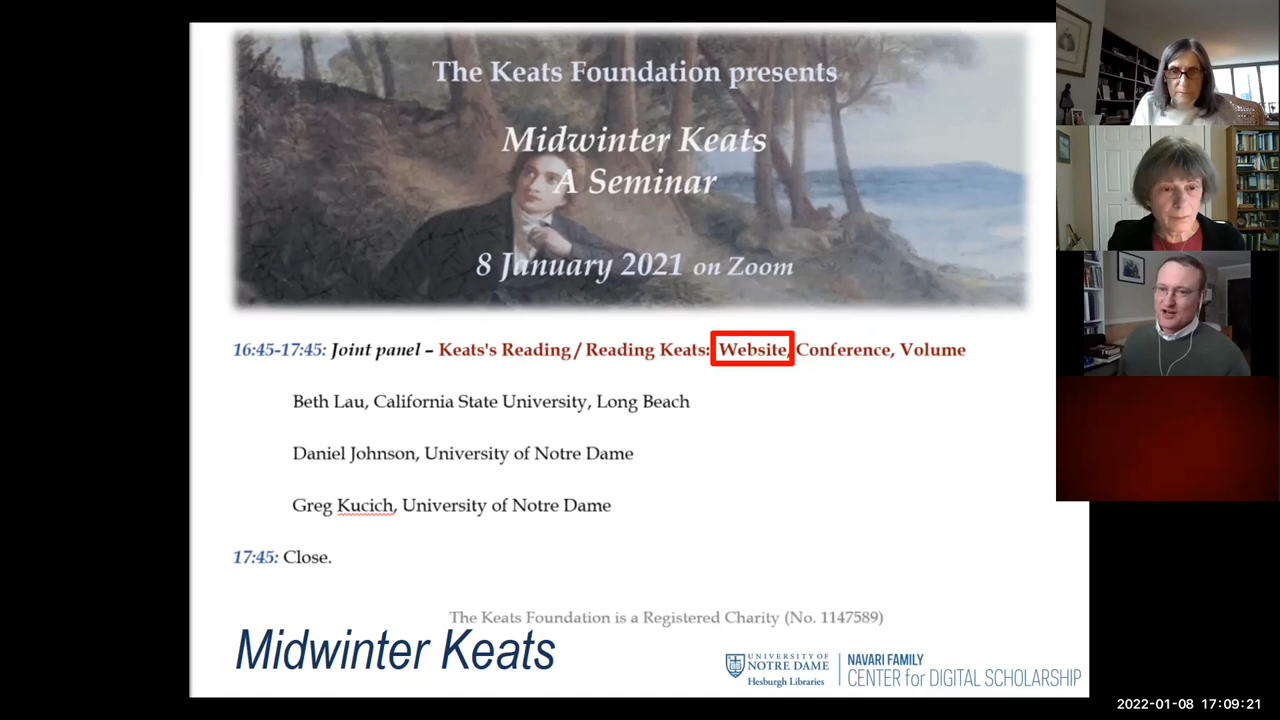 The Keats Foundation presents
Midwinter Keats
A Seminar
8 January 2021 on Zoom
16:45-17:45: Joint panel – Keats's Reading / Reading Keats: Website, Conference, Volume
Beth Lau, California State University, Long Beach
Daniel Johnson, University of Notre Dame
Greg Kucich, University of Notre Dame
17:45: Close.
The Keats Foundation is a Registered Charity (No. 1147589)
Midwinter Keats
UNIVERSITY OF
NOTRE DAME
Hesburgh Libraries
NAVARI FAMILY
CENTER for DIGITAL SCHOLARSHIP
2022-01-08 17:09:21